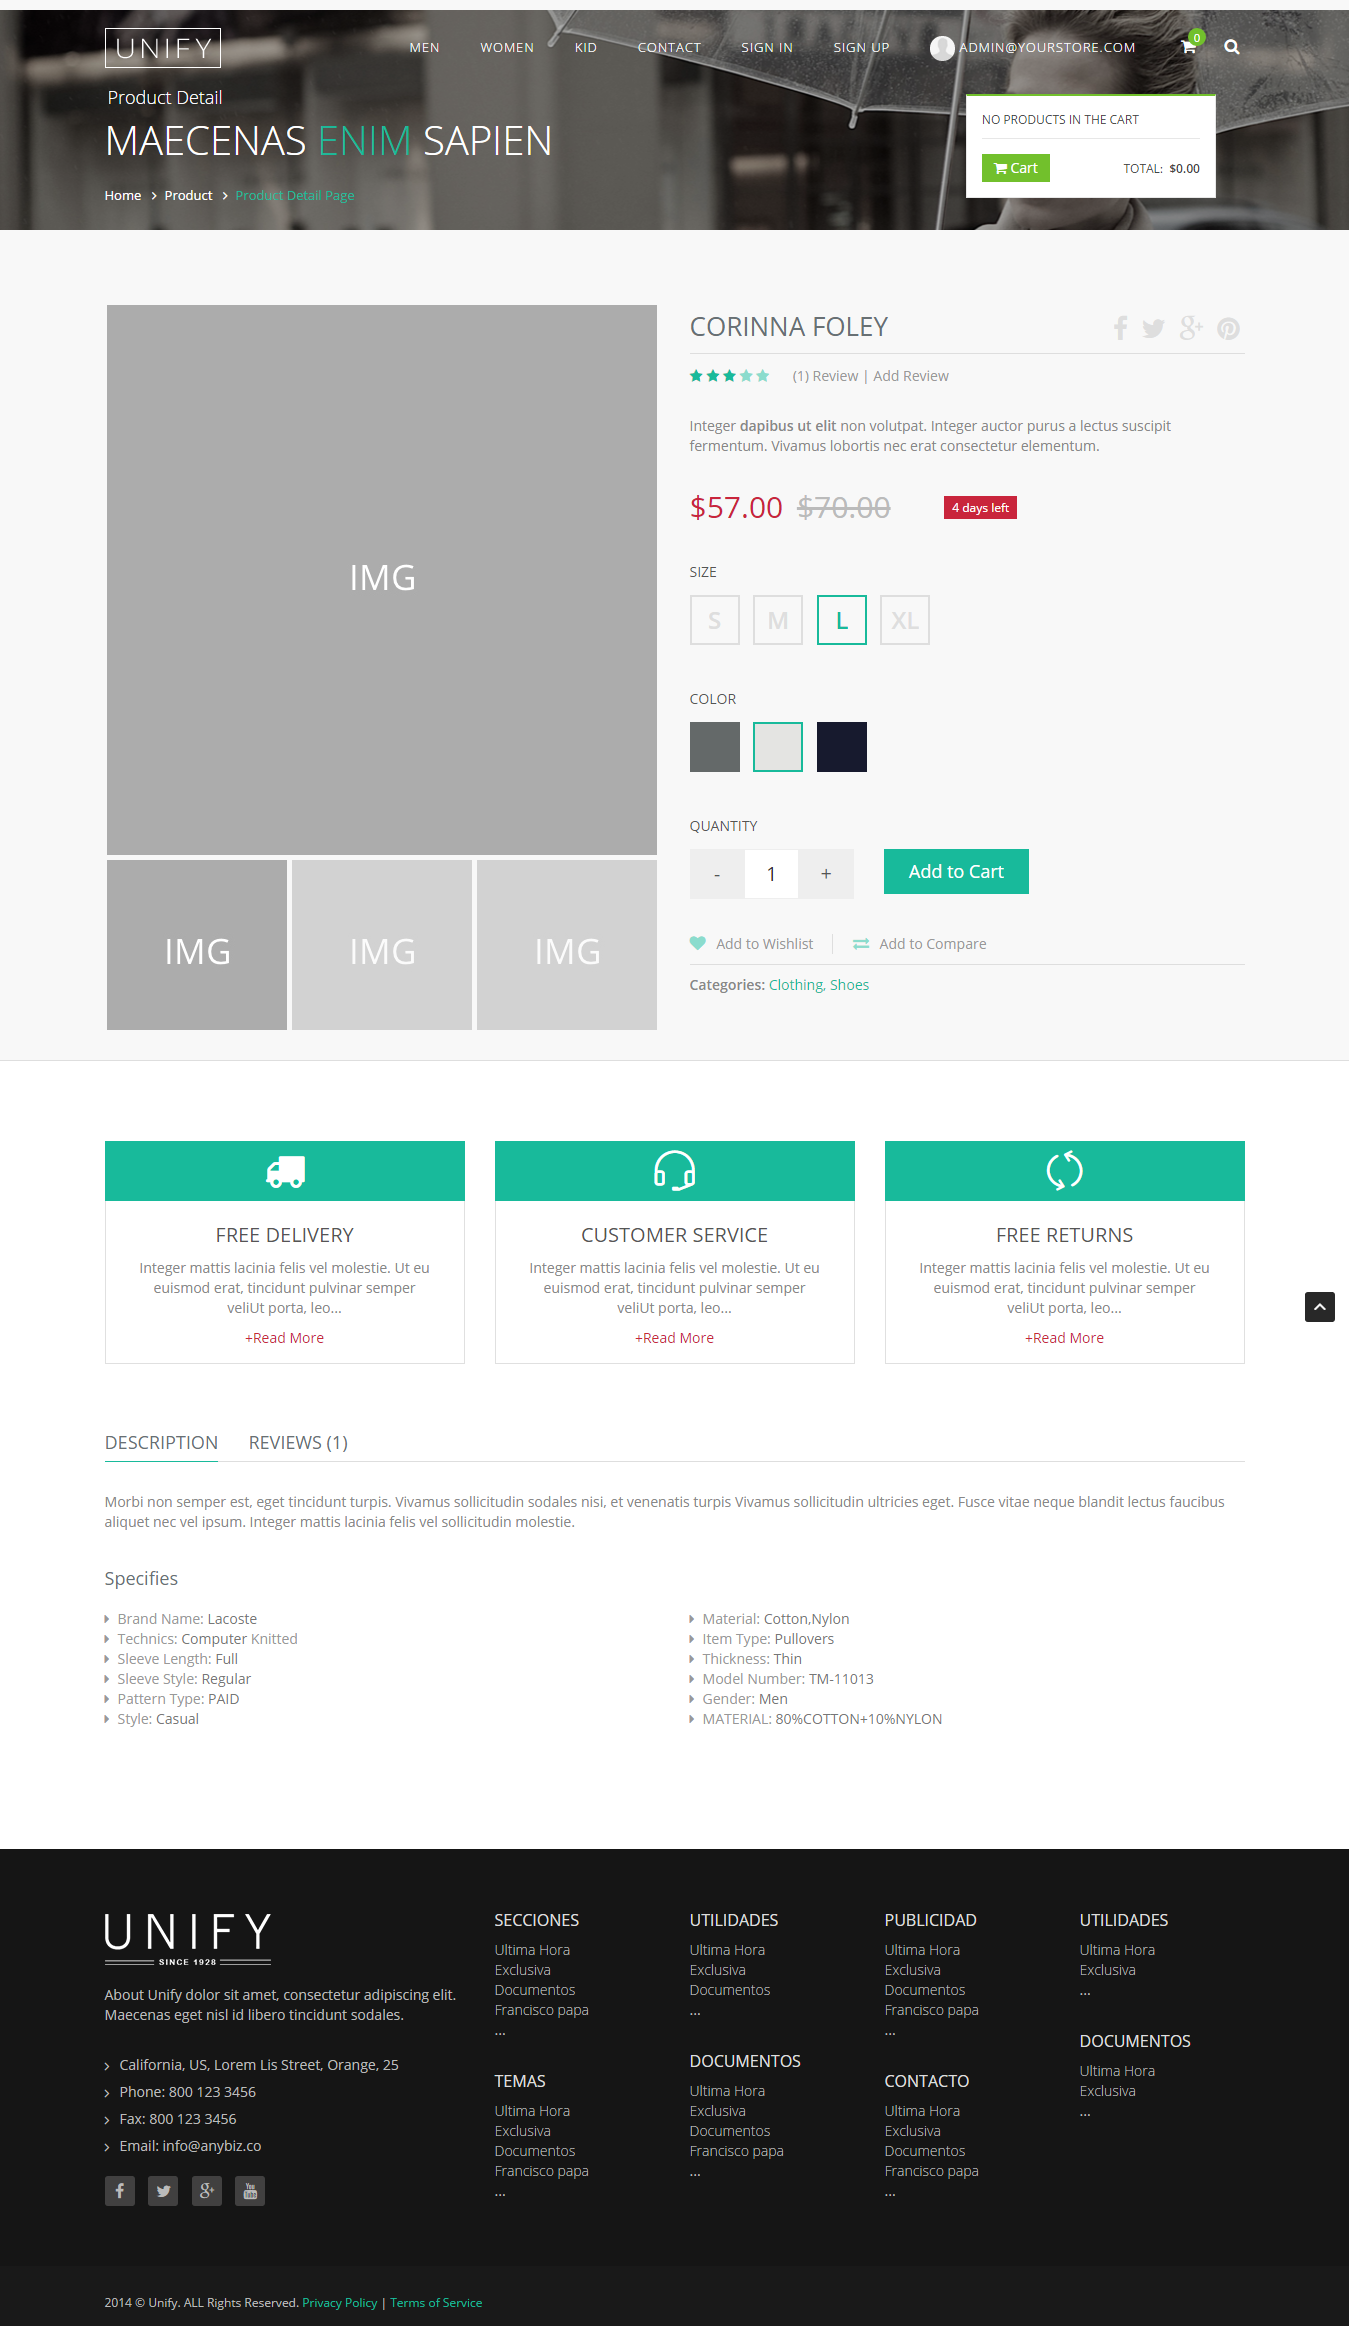 UNIFY
MEN WOMEN KID CONTACT SIGN IN SIGN UP ADMIN@YOURSTORE.COM 0
Product Detail
MAECENAS ENIM SAPIEN
Home Product Product Detail Page
NO PRODUCTS IN THE CART
Cart TOTAL: $0.00
IMG
IMG
IMG
IMG
CORINNA FOLEY
(1) Review | Add Review
Integer dapibus ut elit non volutpat. Integer auctor purus a lectus suscipit
fermentum. Vivamus lobortis nec erat consectetur elementum.
$57.00 $70.00 4 days left
SIZE
S M L XL
COLOR
QUANTITY
- 1 + Add to Cart
Add to Wishlist Add to Compare
Categories: Clothing, Shoes
FREE DELIVERY
Integer mattis lacinia felis vel molestie. Ut eu
euismod erat, tincidunt pulvinar semper
veliUt porta, leo...
+Read More
CUSTOMER SERVICE
Integer mattis lacinia felis vel molestie. Ut eu
euismod erat, tincidunt pulvinar semper
veliUt porta, leo...
+Read More
FREE RETURNS
Integer mattis lacinia felis vel molestie. Ut eu
euismod erat, tincidunt pulvinar semper
veliUt porta, leo...
+Read More
DESCRIPTION REVIEWS (1)
Morbi non semper est, eget tincidunt turpis. Vivamus sollicitudin sodales nisi, et venenatis turpis Vivamus sollicitudin ultricies eget. Fusce vitae neque blandit lectus faucibus
aliquet nec vel ipsum. Integer mattis lacinia felis vel sollicitudin molestie.
Specifies
Brand Name: Lacoste
Technics: Computer Knitted
Sleeve Length: Full
Sleeve Style: Regular
Pattern Type: PAID
Style: Casual
Material: Cotton,Nylon
Item Type: Pullovers
Thickness: Thin
Model Number: TM-11013
Gender: Men
MATERIAL: 80%COTTON+10%NYLON
UNIFY
SINCE 1928
About Unify dolor sit amet, consectetur adipiscing elit.
Maecenas eget nisl id libero tincidunt sodales.
California, US, Lorem Lis Street, Orange, 25
Phone: 800 123 3456
Fax: 800 123 3456
Email: info@anybiz.co
SECCIONES
Ultima Hora
Exclusiva
Documentos
Francisco papa
...
TEMAS
Ultima Hora
Exclusiva
Documentos
Francisco papa
...
UTILIDADES
Ultima Hora
Exclusiva
Documentos
...
DOCUMENTOS
Ultima Hora
Exclusiva
Documentos
Francisco papa
...
PUBLICIDAD
Ultima Hora
Exclusiva
Documentos
Francisco papa
...
CONTACTO
Ultima Hora
Exclusiva
Documentos
Francisco papa
...
UTILIDADES
Ultima Hora
Exclusiva
...
DOCUMENTOS
Ultima Hora
Exclusiva
...
2014 © Unify. ALL Rights Reserved. Privacy Policy | Terms of Service